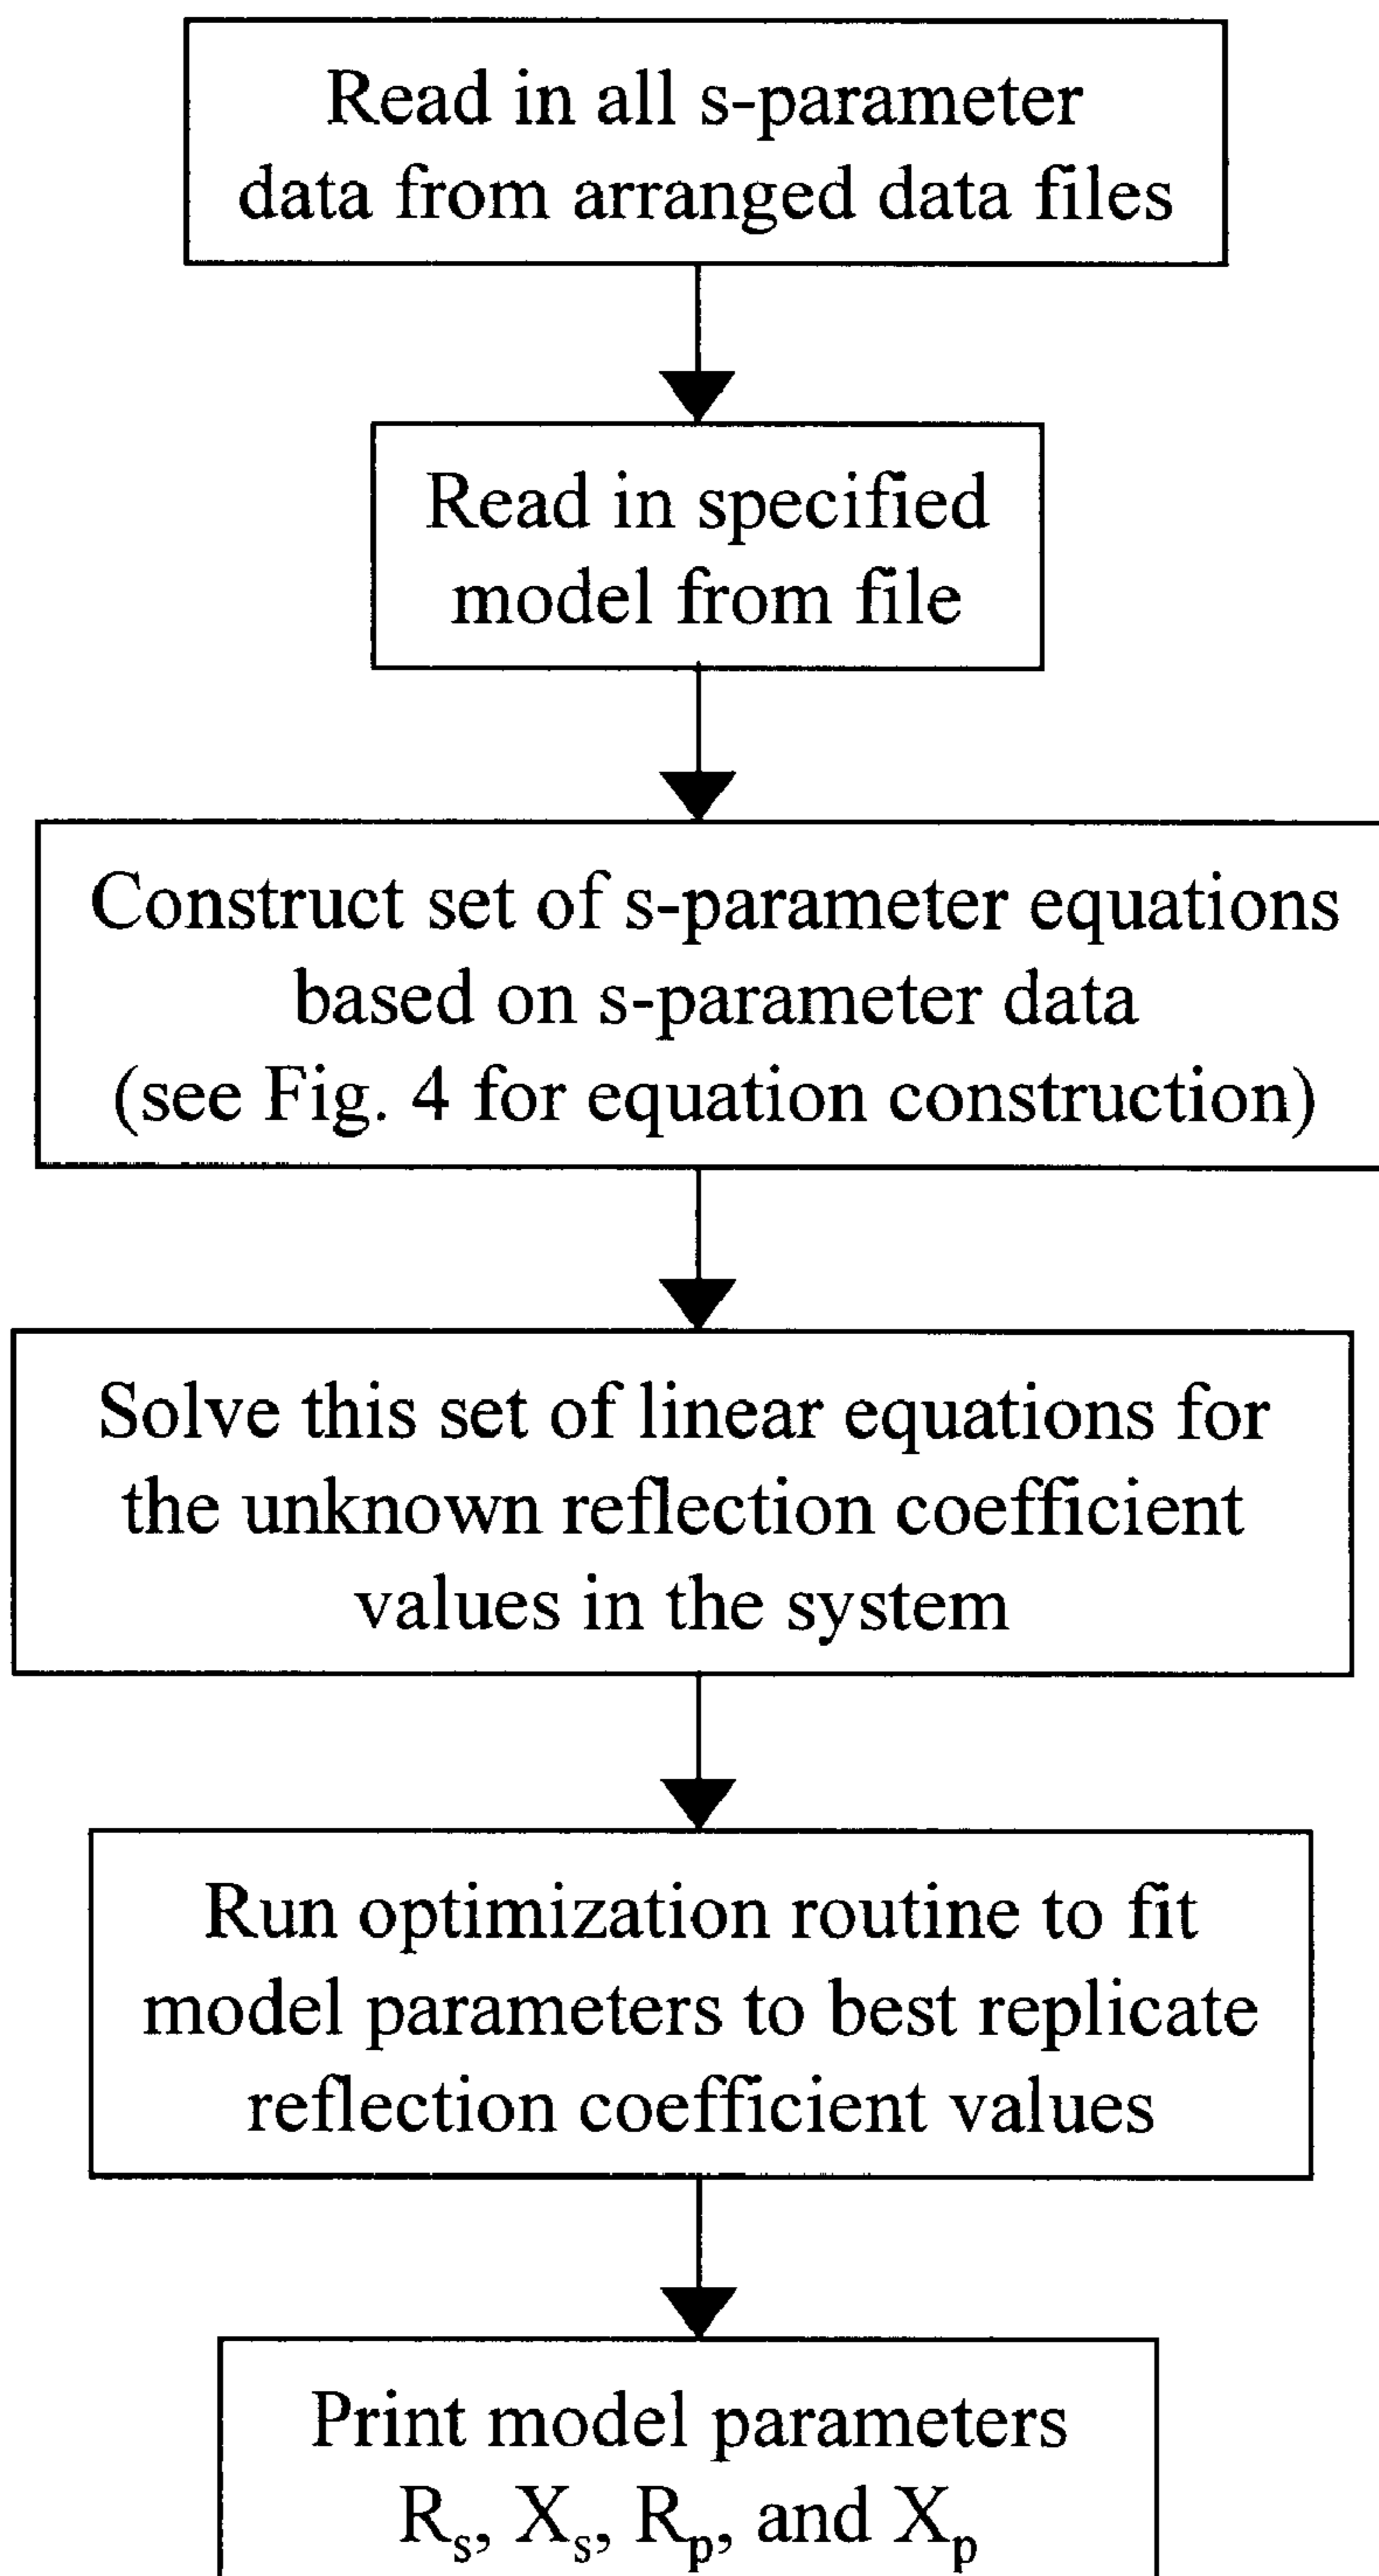 Read in all s-parameter
data from arranged data files
Read in specified
model from file
Construct set of s-parameter equations
based on s-parameter data
(see Fig. 4 for equation construction)
Solve this set of linear equations for
the unknown reflection coefficient
values in the system
Run optimization routine to fit
model parameters to best replicate
reflection coefficient values
Print model parameters
Rs, Xs, Rp, and Xp